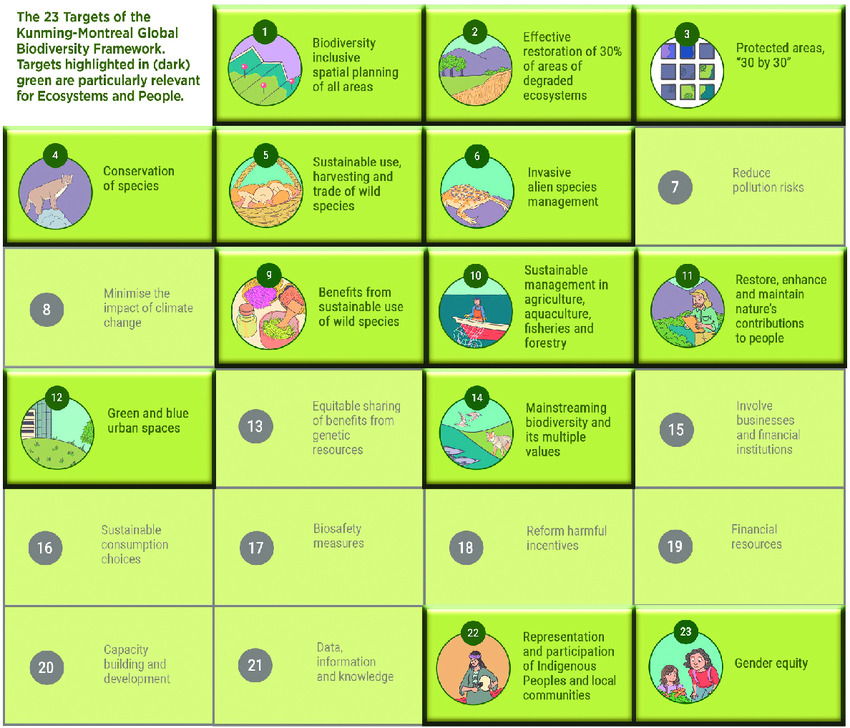 The 23 Targets of the
Kunming-Montreal Global
Biodiversity Framework.
Targets highlighted in (dark)
green are particularly relevant
for Ecosystems and People.
1
Biodiversity
inclusive
spatial planning
of all areas
2
Effective
restoration of 30%
of areas of
degraded
ecosystems
3
Protected areas,
“30 by 30”
4
Conservation
of species
5
Sustainable use,
harvesting and
trade of wild
species
6
Invasive
alien species
management
7
Reduce
pollution risks
8
Minimise the
impact of climate
change
9
Benefits from
sustainable use
of wild species
10
Sustainable
management in
agriculture,
aquaculture,
fisheries and
forestry
11
Restore, enhance
and maintain
nature's
contributions
to people
12
Green and blue
urban spaces
13
Equitable sharing
of benefits from
genetic
resources
14
Mainstreaming
biodiversity and
its multiple
values
15
Involve
businesses
and financial
institutions
16
Sustainable
consumption
choices
17
Biosafety
measures
18
Reform harmful
incentives
19
Financial
resources
20
Capacity
building and
development
21
Data,
information
and knowledge
22
Representation
and participation
of Indigenous
Peoples and local
communities
23
Gender equity